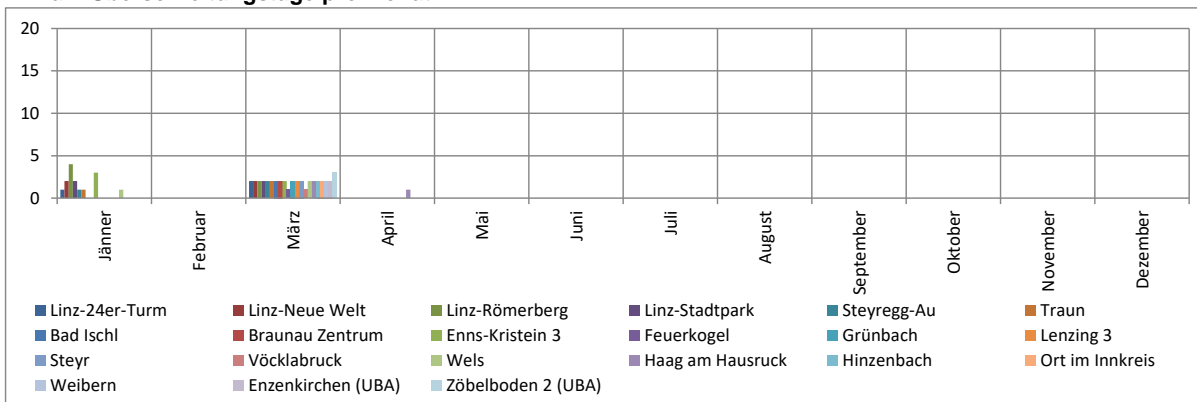 20
15
10
5
0
Jänner
Februar
März
April
Mai
Juni
Juli
August
September
Oktober
November
Dezember
Linz-24er-Turm Linz-Neue Welt Linz-Römerberg Linz-Stadtpark Steyregg-Au Traun
Bad Ischl Braunau Zentrum Enns-Kristein 3 Feuerkogel Grünbach Lenzing 3
Steyr Vöcklabruck Wels Haag am Hausruck Hinzenbach Ort im Innkreis
Weibern Enzenkirchen (UBA) Zöbelboden 2 (UBA)